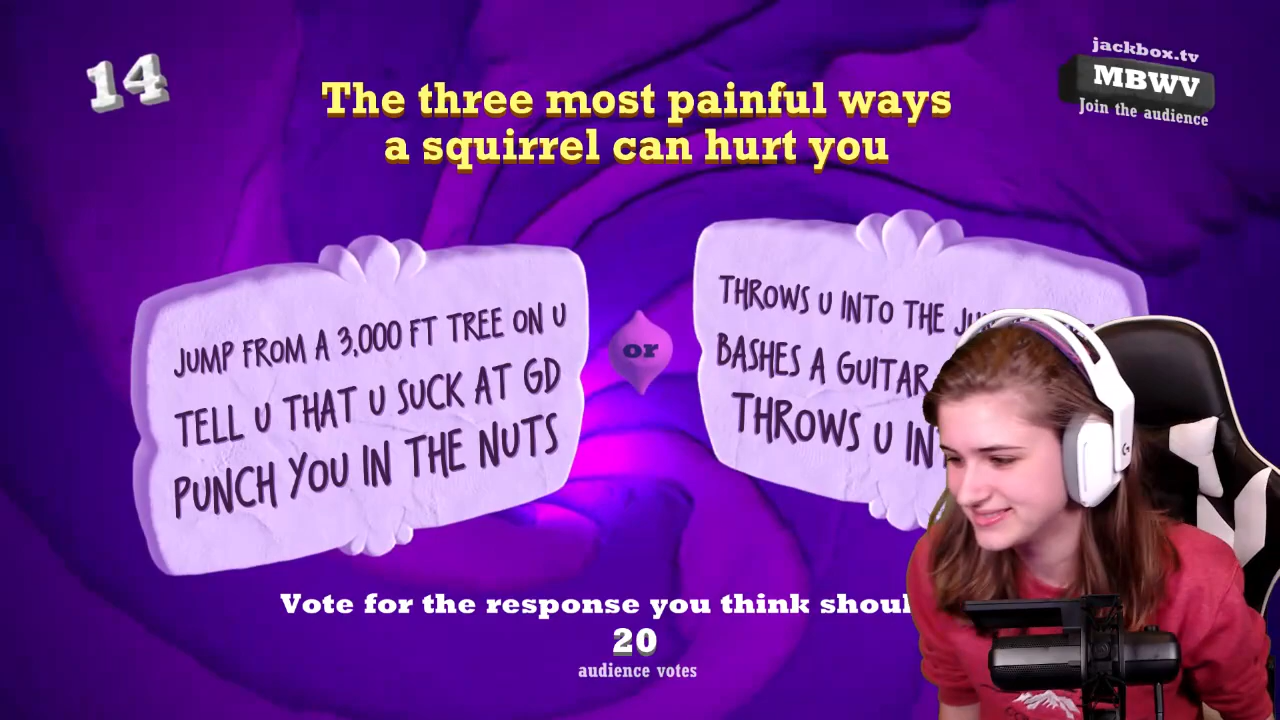 14
jackbox.tv
MBWV
Join the audience
The three most painful ways
a squirrel can hurt you
JUMP FROM A 3,000 FT TREE ON U
TELL U THAT U SUCK AT GD
PUNCH YOU IN THE NUTS
or
THROWS U INTO THE
BASHES A GUITAR
THROWS U
Vote for the response you think
20
audience votes